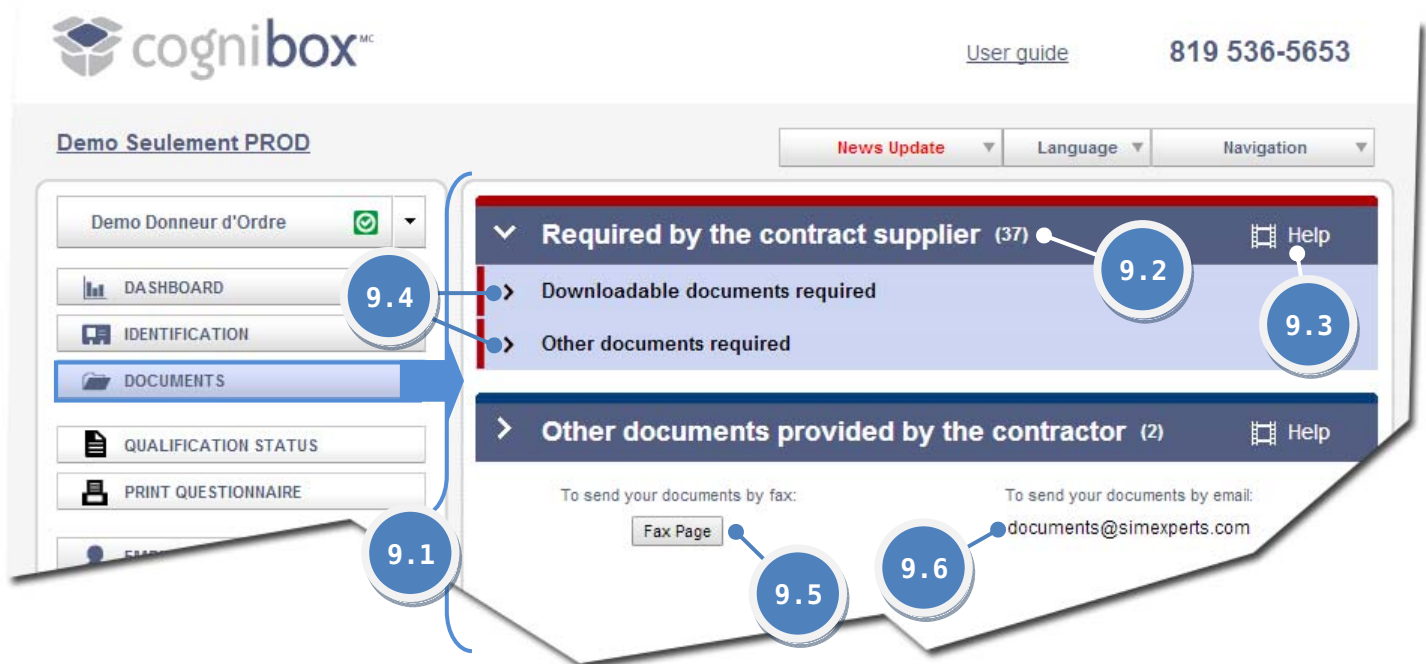 cognibox MC
User guide
819 536-5653
Demo Seulement PROD
News Update
Language
Navigation
Demo Donneur d'Ordre
DASHBOARD
IDENTIFICATION
DOCUMENTS
QUALIFICATION STATUS
PRINT QUESTIONNAIRE
9.1
9.4
Required by the contract supplier (37)
9.2
Help
9.3
Downloadable documents required
Other documents required
Other documents provided by the contractor (2)
Help
To send your documents by fax:
Fax Page
9.5
To send your documents by email:
documents@simexperts.com
9.6